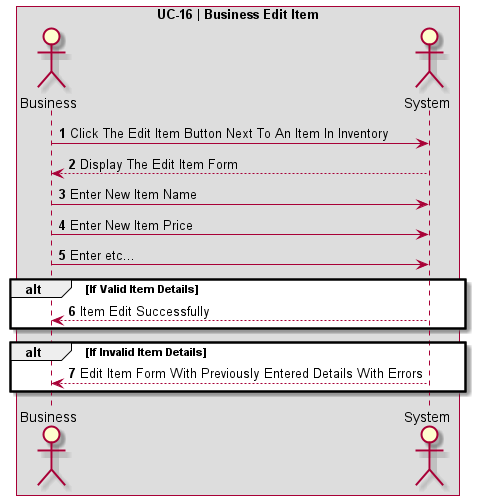 UC-16 | Business Edit Item
Business System
1 Click The Edit Item Button Next To An Item In Inventory
2 Display The Edit Item Form
3 Enter New Item Name
4 Enter New Item Price
5 Enter etc...
alt [If Valid Item Details]
6 Item Edit Successfully
alt [If Invalid Item Details]
7 Edit Item Form With Previously Entered Details With Errors
Business System